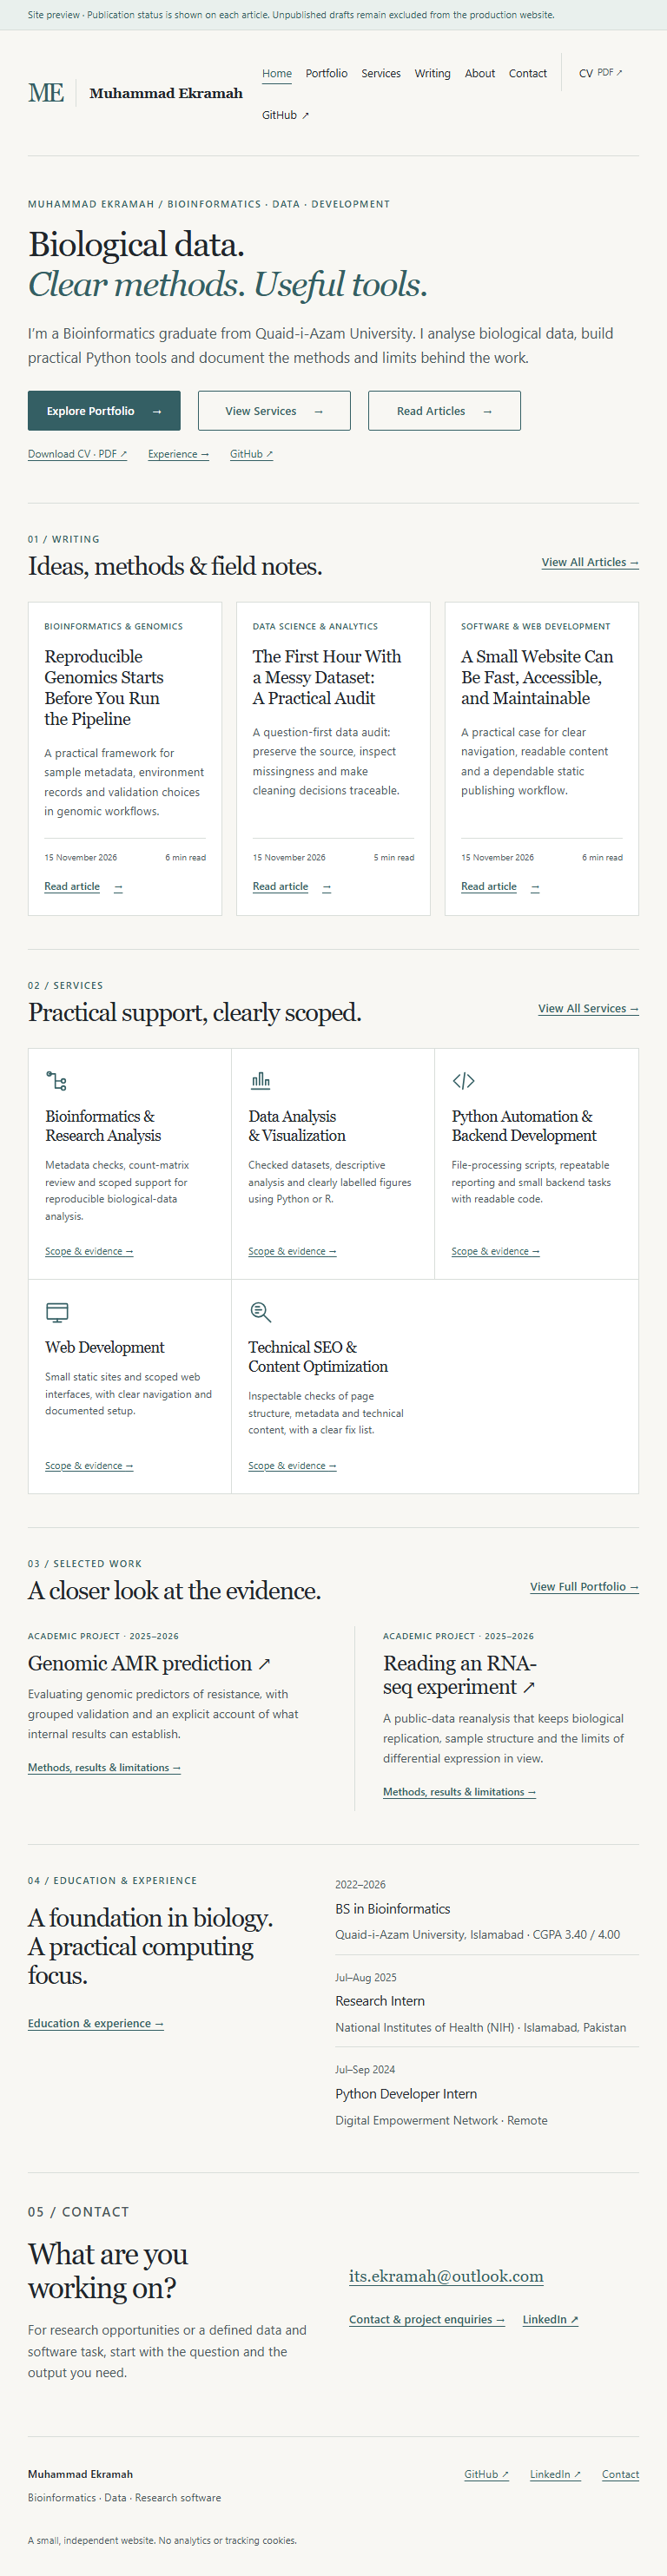 Site preview · Publication status is shown on each article. Unpublished drafts remain excluded from the production website.
ME
Muhammad Ekramah
Home
Portfolio
Services
Writing
About
Contact
CV PDF ↗
GitHub ↗
MUHAMMAD EKRAMAH / BIOINFORMATICS · DATA · DEVELOPMENT
Biological data.
Clear methods. Useful tools.
I’m a Bioinformatics graduate from Quaid-i-Azam University. I analyse biological data, build
practical Python tools and document the methods and limits behind the work.
Explore Portfolio →
View Services →
Read Articles →
Download CV · PDF ↗
Experience →
GitHub ↗
01 / WRITING
Ideas, methods & field notes.
View All Articles →
BIOINFORMATICS & GENOMICS
Reproducible
Genomics Starts
Before You Run
the Pipeline
A practical framework for
sample metadata, environment
records and validation choices
in genomic workflows.
15 November 2026
6 min read
Read article →
DATA SCIENCE & ANALYTICS
The First Hour With
a Messy Dataset:
A Practical Audit
A question-first data audit:
preserve the source, inspect
missingness and make
cleaning decisions traceable.
15 November 2026
5 min read
Read article →
SOFTWARE & WEB DEVELOPMENT
A Small Website Can
Be Fast, Accessible,
and Maintainable
A practical case for clear
navigation, readable content
and a dependable static
publishing workflow.
15 November 2026
6 min read
Read article →
02 / SERVICES
Practical support, clearly scoped.
View All Services →
Bioinformatics &
Research Analysis
Metadata checks, count-matrix
review and scoped support for
reproducible biological-data
analysis.
Scope & evidence →
Data Analysis
& Visualization
Checked datasets, descriptive
analysis and clearly labelled figures
using Python or R.
Scope & evidence →
Python Automation &
Backend Development
File-processing scripts, repeatable
reporting and small backend tasks
with readable code.
Scope & evidence →
Web Development
Small static sites and scoped web
interfaces, with clear navigation and
documented setup.
Scope & evidence →
Technical SEO &
Content Optimization
Inspectable checks of page
structure, metadata and technical
content, with a clear fix list.
Scope & evidence →
03 / SELECTED WORK
A closer look at the evidence.
View Full Portfolio →
ACADEMIC PROJECT · 2025–2026
Genomic AMR prediction ↗
Evaluating genomic predictors of resistance, with
grouped validation and an explicit account of what
internal results can establish.
Methods, results & limitations →
ACADEMIC PROJECT · 2025–2026
Reading an RNA-
seq experiment ↗
A public-data reanalysis that keeps biological
replication, sample structure and the limits of
differential expression in view.
Methods, results & limitations →
04 / EDUCATION & EXPERIENCE
A foundation in biology.
A practical computing
focus.
Education & experience →
2022–2026
BS in Bioinformatics
Quaid-i-Azam University, Islamabad · CGPA 3.40 / 4.00
Jul–Aug 2025
Research Intern
National Institutes of Health (NIH) · Islamabad, Pakistan
Jul–Sep 2024
Python Developer Intern
Digital Empowerment Network · Remote
05 / CONTACT
What are you
working on?
For research opportunities or a defined data and
software task, start with the question and the
output you need.
its.ekramah@outlook.com
Contact & project enquiries →
LinkedIn ↗
Muhammad Ekramah
Bioinformatics · Data · Research software
GitHub ↗
LinkedIn ↗
Contact
A small, independent website. No analytics or tracking cookies.